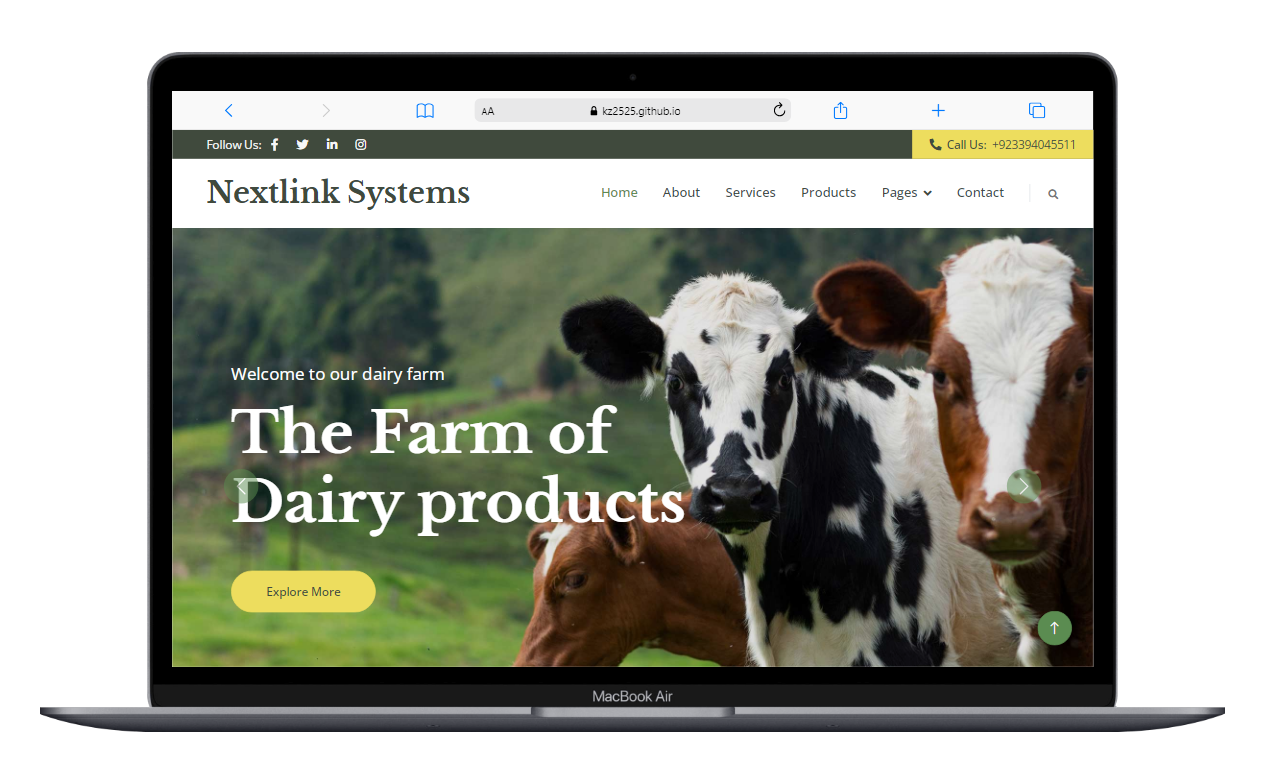 AA kz2525.github.io
Follow Us: Call Us: +923394045511
Nextlink Systems Home About Services Products Pages Contact
Welcome to our dairy farm
The Farm of
Dairy products
Explore More
MacBook Air